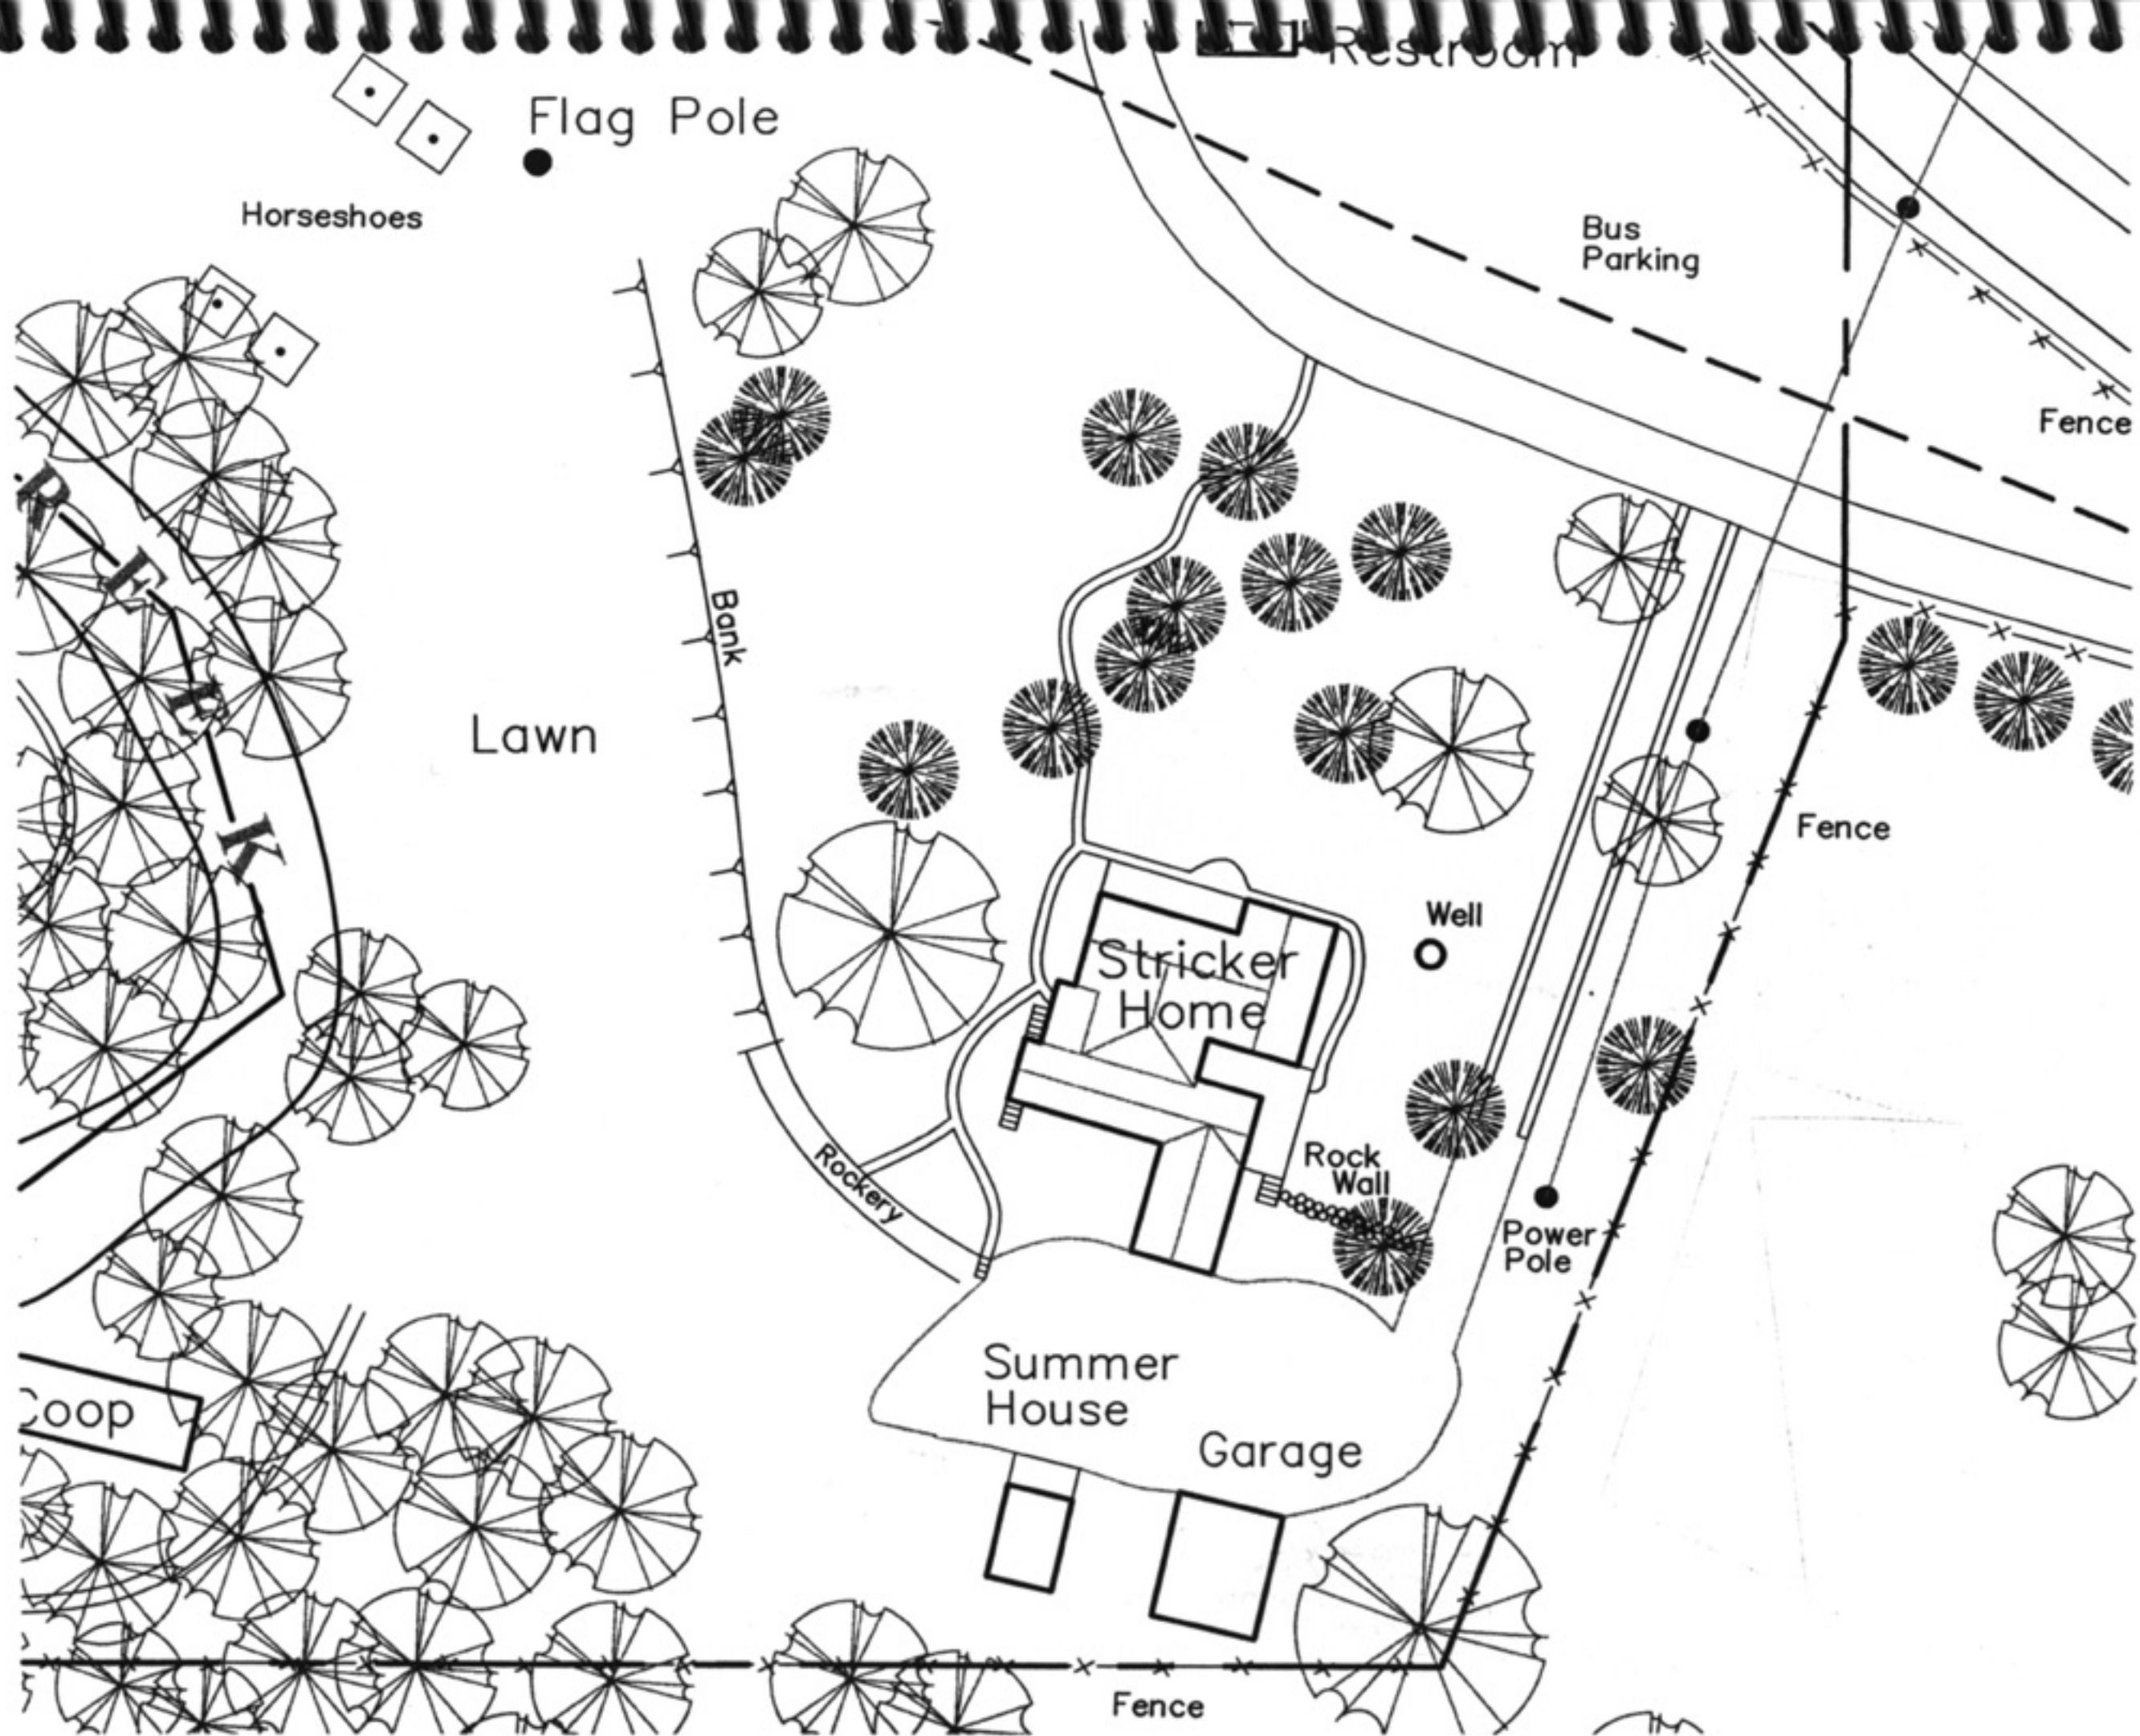 Restroom
Flag Pole
Horseshoes
Bus
Parking
Fence
CREEK
Bank
Lawn
Fence
Well
Stricker
Home
Rock
Wall
Rockery
Power
Pole
Summer
House
Coop
Garage
Fence